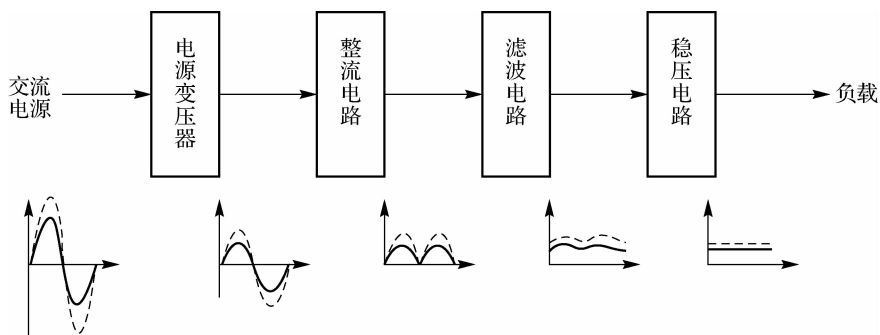 交流
电源
电源变压器
整流电路
滤波电路
稳压电路
负载